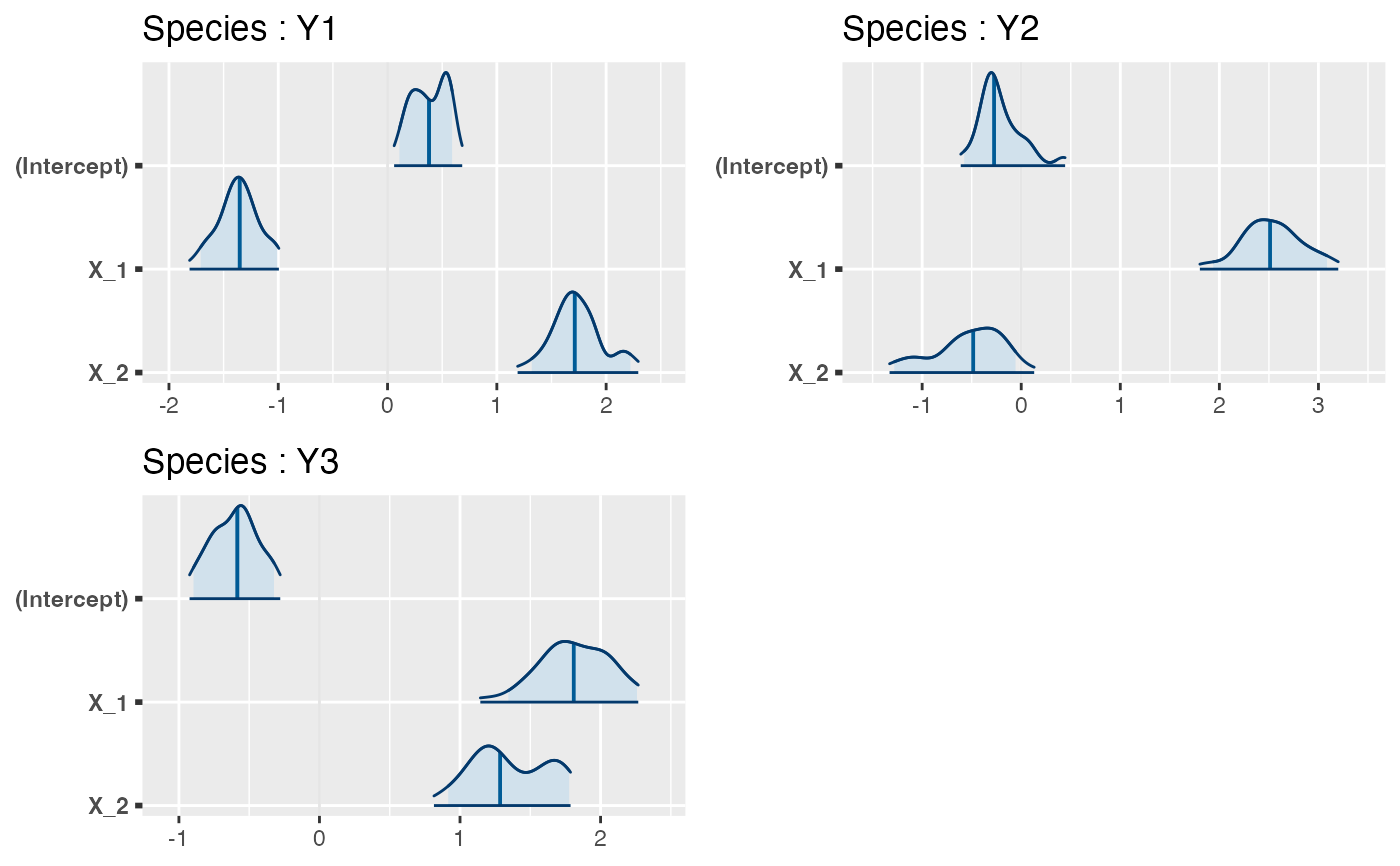 Species : Y1
(Intercept)
X_1
X_2
-2 -1 0 1 2
Species : Y2
(Intercept)
X_1
X_2
-1 0 1 2 3
Species : Y3
(Intercept)
X_1
X_2
-1 0 1 2